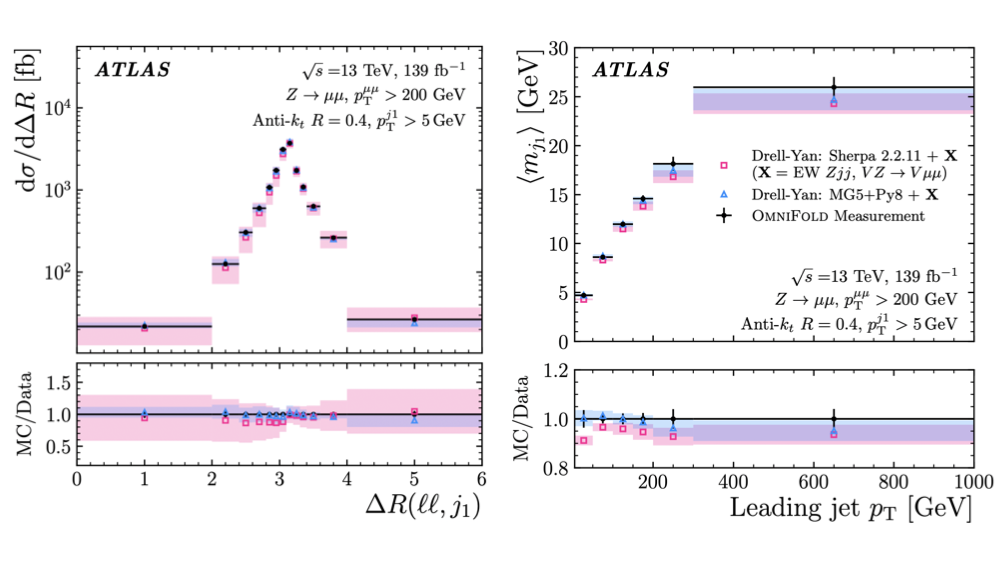 ATLAS
√s =13 TeV, 139 fb⁻¹
Z → μμ, p_T^μμ > 200 GeV
Anti-k_t R = 0.4, p_T^j1 > 5 GeV
dσ/dΔR [fb]
10⁴
10³
10²
MC/Data
1.5
1.0
0.5
0 1 2 3 4 5 6
ΔR(ℓℓ, j₁)
ATLAS
⟨m_j₁⟩ [GeV]
30
25
20
15
10
5
0
Drell-Yan: Sherpa 2.2.11 + X
(X = EW Zjj, VZ → Vμμ)
Drell-Yan: MG5+Py8 + X
OMNIFOLD Measurement
√s =13 TeV, 139 fb⁻¹
Z → μμ, p_T^μμ > 200 GeV
Anti-k_t R = 0.4, p_T^j1 > 5 GeV
MC/Data
1.2
1.0
0.8
200 400 600 800 1000
Leading jet p_T [GeV]